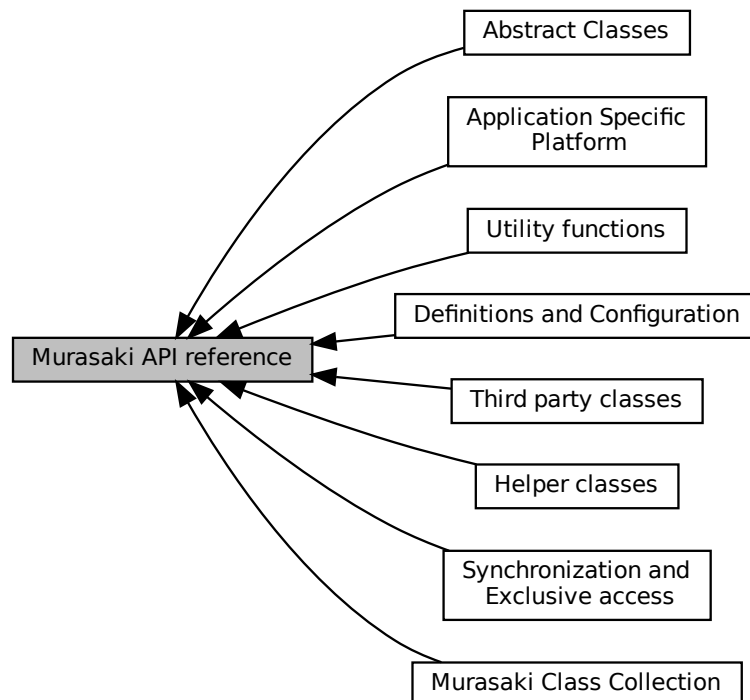 Abstract Classes
Application Specific
Platform
Utility functions
Definitions and Configuration
Murasaki API reference
Third party classes
Helper classes
Synchronization and
Exclusive access
Murasaki Class Collection